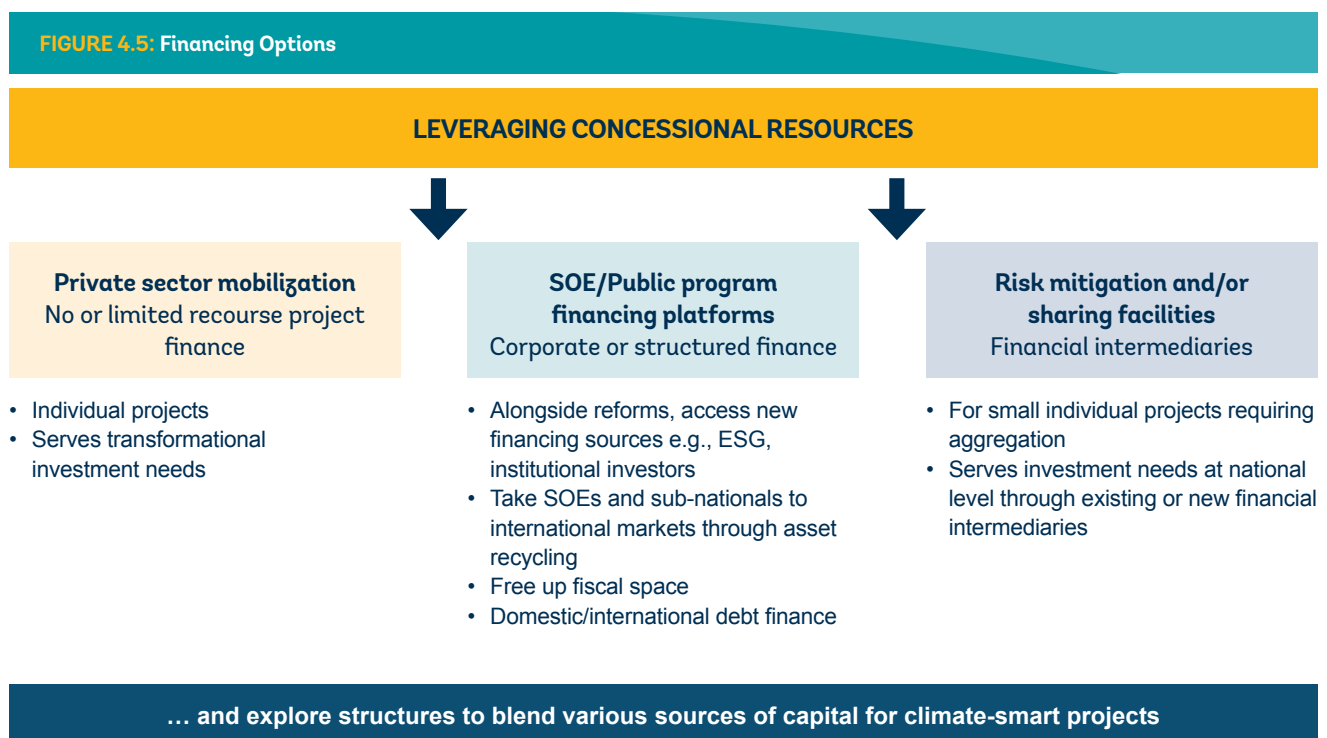 FIGURE 4.5: Financing Options
LEVERAGING CONCESSIONAL RESOURCES
Private sector mobilization
No or limited recourse project
finance
• Individual projects
• Serves transformational
investment needs
SOE/Public program
financing platforms
Corporate or structured finance
• Alongside reforms, access new
financing sources e.g., ESG,
institutional investors
• Take SOEs and sub-nationals to
international markets through asset
recycling
• Free up fiscal space
• Domestic/international debt finance
Risk mitigation and/or
sharing facilities
Financial intermediaries
• For small individual projects requiring
aggregation
• Serves investment needs at national
level through existing or new financial
intermediaries
… and explore structures to blend various sources of capital for climate-smart projects